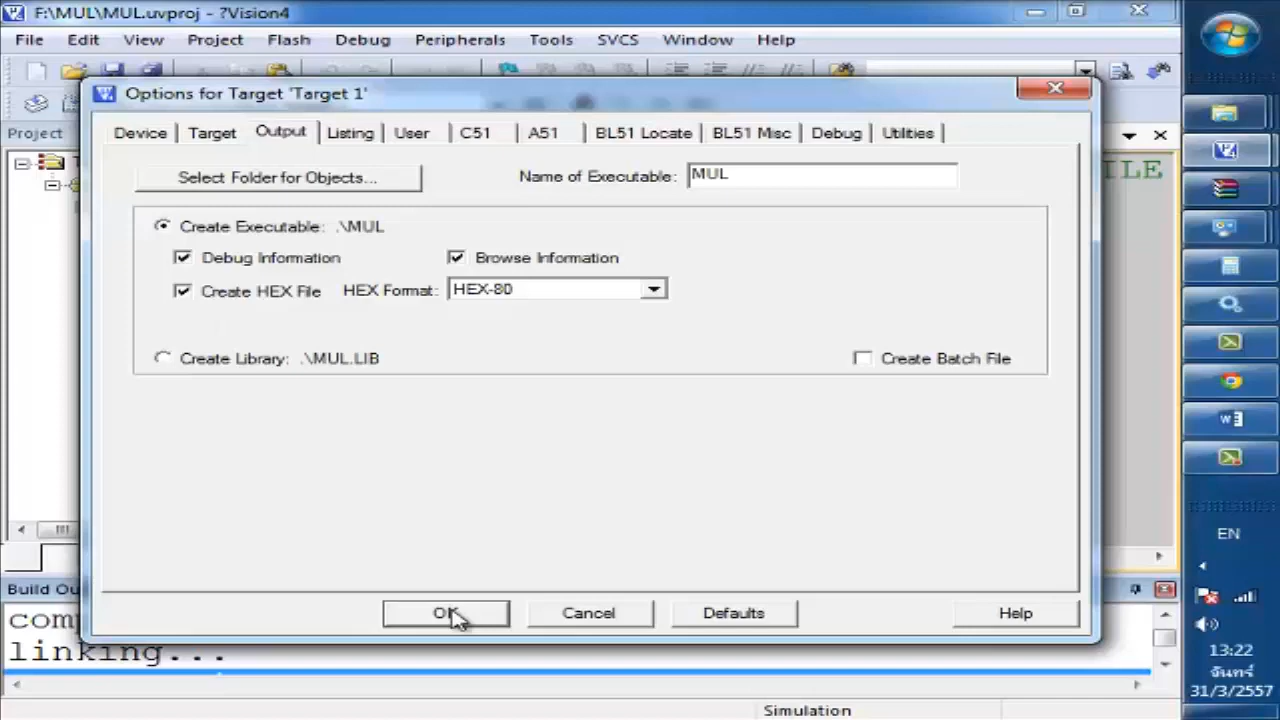 F:\MUL\MUL.uvproj - ?Vision4
File Edit View Project Flash Debug Peripherals Tools SVCS Window Help
Options for Target 'Target 1'
Project
Device Target Output Listing User C51 A51 BL51 Locate BL51 Misc Debug Utilities
Select Folder for Objects... Name of Executable: MUL
ILE
Create Executable: .\MUL
Debug Information Browse Information
Create HEX File HEX Format: HEX-80
Create Library: .\MUL.LIB Create Batch File
EN
Build Ou
OK Cancel Defaults Help
com
linking...
13:22
จันทร์
31/3/2557
Simulation